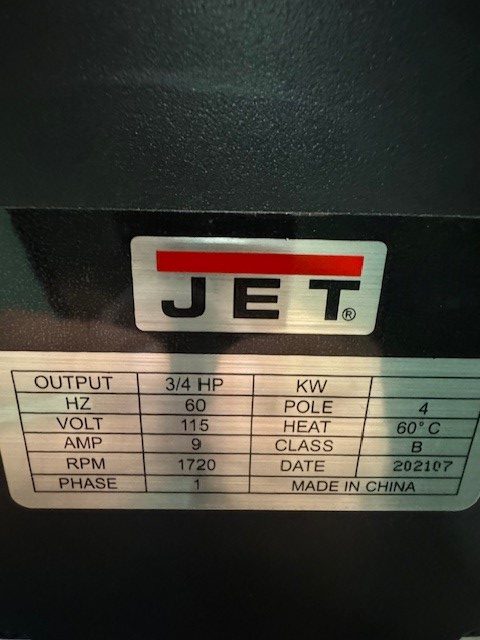 JET®
OUTPUT 3/4 HP KW
HZ 60 POLE 4
VOLT 115 HEAT 60°C
AMP 9 CLASS B
RPM 1720 DATE 202107
PHASE 1 MADE IN CHINA